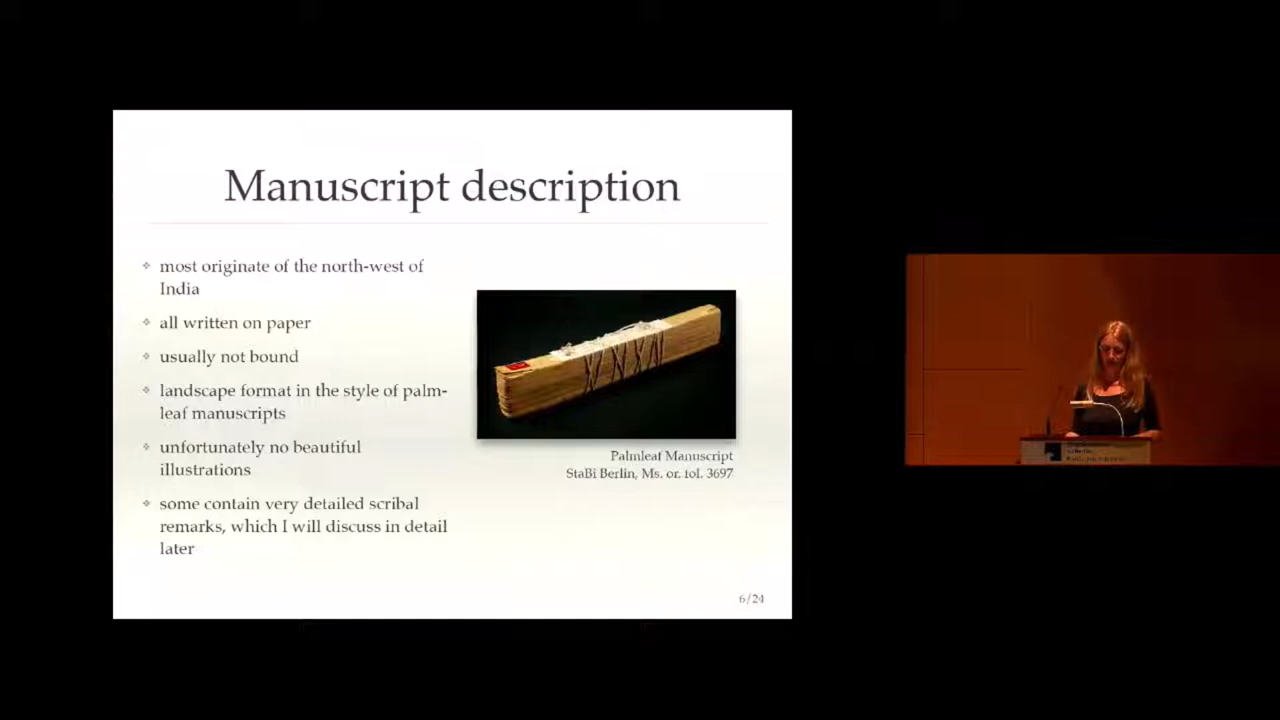 Manuscript description
most originate of the north-west of
India
all written on paper
usually not bound
landscape format in the style of palm-
leaf manuscripts
unfortunately no beautiful
illustrations
some contain very detailed scribal
remarks, which I will discuss in detail
later
Palmleaf Manuscript
StaBi Berlin, Ms. or. fol. 3697
6/24